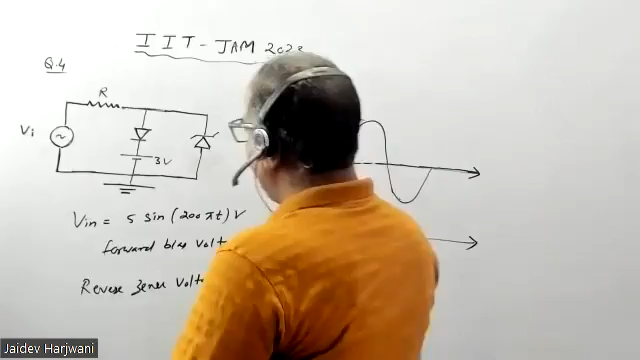 IIT-JAM 2023
Q.4
R
Vi
3V
Vin = 5 sin (200πt) V
forward bias Volt
Reverse zener Volt
Jaidev Harjwani